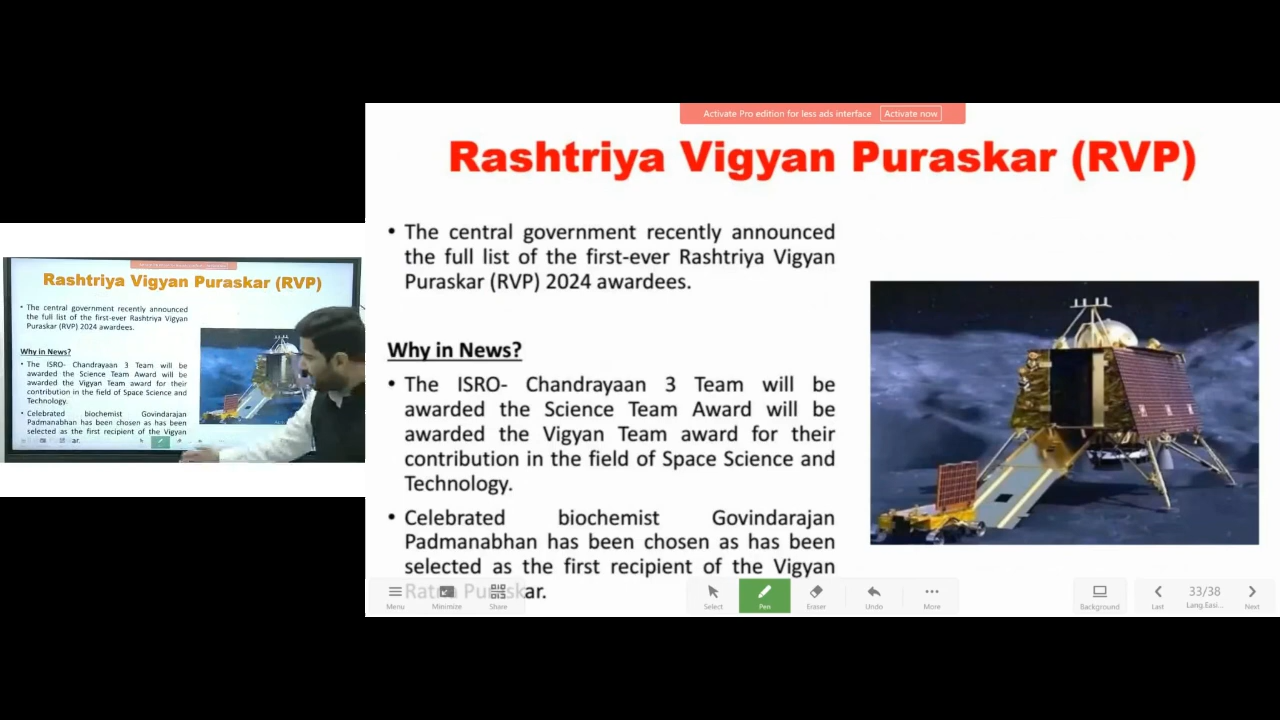 Activate Pro edition for less ads interface Activate now
Rashtriya Vigyan Puraskar (RVP)
• The central government recently announced
the full list of the first-ever Rashtriya Vigyan
Puraskar (RVP) 2024 awardees.
Why in News?
• The ISRO- Chandrayaan 3 Team will be
awarded the Science Team Award will be
awarded the Vigyan Team award for their
contribution in the field of Space Science and
Technology.
• Celebrated biochemist Govindarajan
Padmanabhan has been chosen as has been
selected as the first recipient of the Vigyan
Ratna Puraskar.
Menu Minimize Share Select Pen Eraser Undo More Background Last 33/38 Next
Lang.Easi...
Rashtriya Vigyan Puraskar (RVP)
• The central government recently announced
the full list of the first-ever Rashtriya Vigyan
Puraskar (RVP) 2024 awardees.
Why in News?
• The ISRO- Chandrayaan 3 Team will be
awarded the Science Team Award will be
awarded the Vigyan Team award for their
contribution in the field of Space Science and
Technology.
• Celebrated biochemist Govindarajan
Padmanabhan has been chosen as has been
selected as the first recipient of the Vigyan
ar.